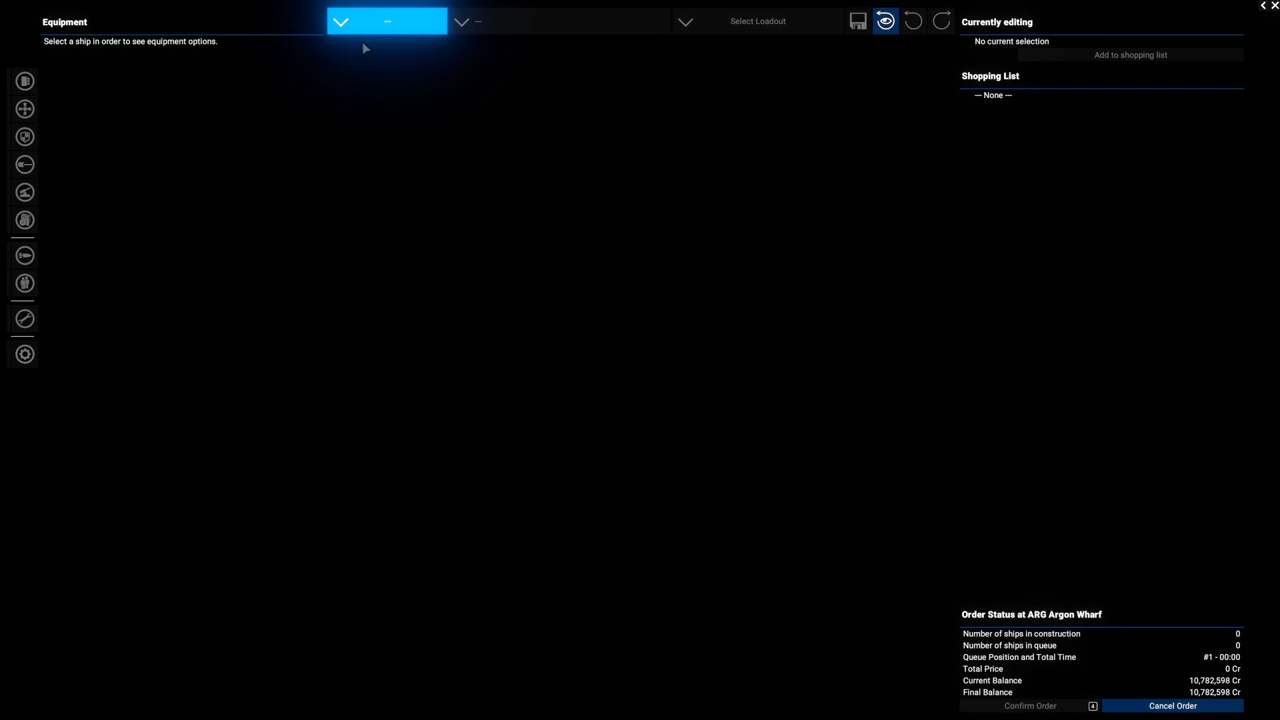 Equipment
Select a ship in order to see equipment options.
—
—
Select Loadout
Currently editing
No current selection
Add to shopping list
Shopping List
— None —
Order Status at ARG Argon Wharf
Number of ships in construction 0
Number of ships in queue 0
Queue Position and Total Time #1 - 00:00
Total Price 0 Cr
Current Balance 10,782,598 Cr
Final Balance 10,782,598 Cr
Confirm Order
Cancel Order